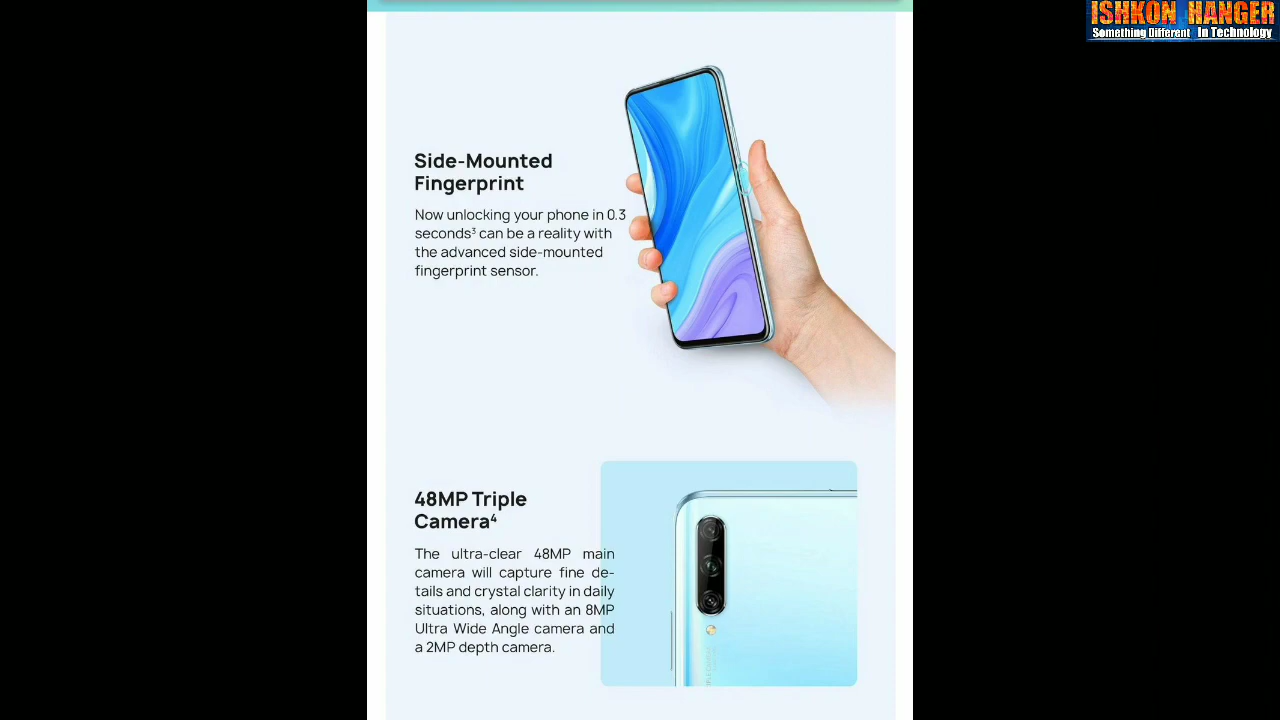 ISHKON HANGER
Something Different In Technology
Side-Mounted
Fingerprint
Now unlocking your phone in 0.3
seconds³ can be a reality with
the advanced side-mounted
fingerprint sensor.
48MP Triple
Camera⁴
The ultra-clear 48MP main
camera will capture fine de-
tails and crystal clarity in daily
situations, along with an 8MP
Ultra Wide Angle camera and
a 2MP depth camera.